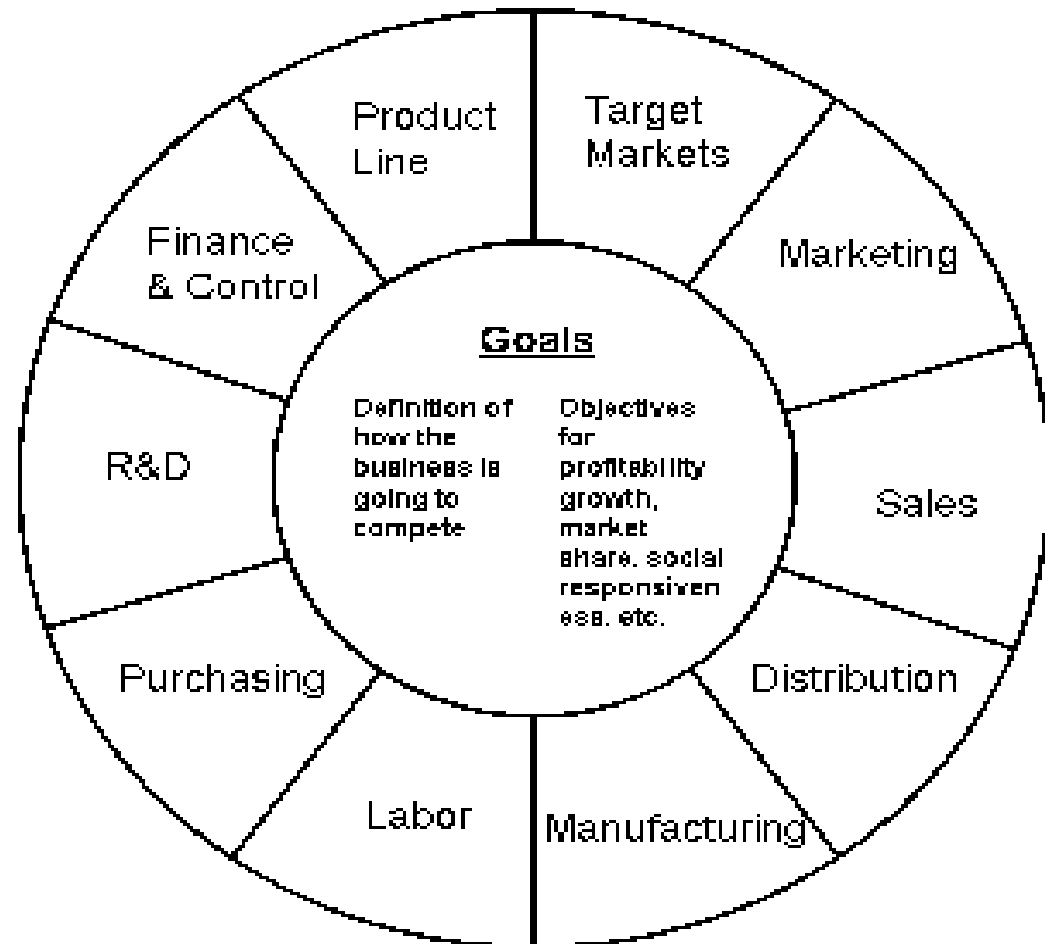 Product
Line
Target
Markets
Marketing
Sales
Distribution
Manufacturing
Labor
Purchasing
R&D
Finance
& Control
Goals
Definition of
how the
business is
going to
compete
Objectives
for
profitability
growth,
market
share, social
responsiven
ess, etc.